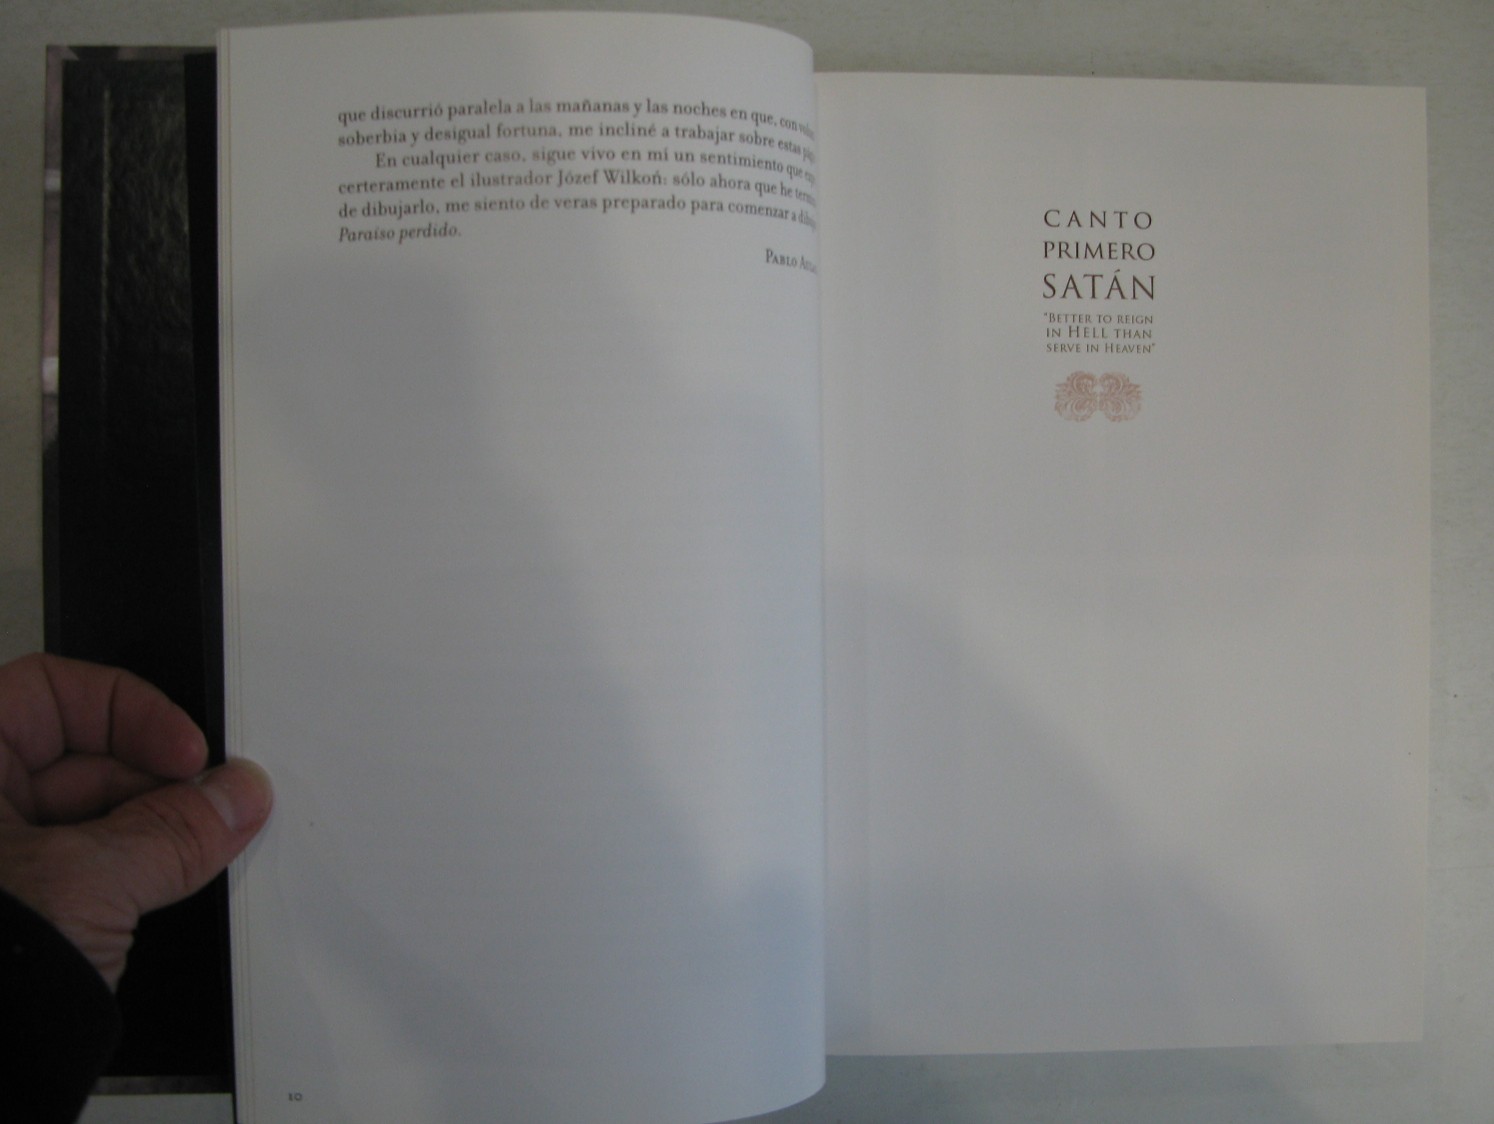 que discurrió paralela a las mañanas y las noches en que, con
soberbia y desigual fortuna, me incliné a trabajar sobre estas
En cualquier caso, sigue vivo en mí un sentimiento que
certeramente el ilustrador Józef Wilkoń: sólo ahora que he
de dibujarlo, me siento de veras preparado para comenzar a
Paraíso perdido.
Pablo
10
CANTO
PRIMERO
SATÁN
"Better to reign
in Hell than
serve in Heaven"